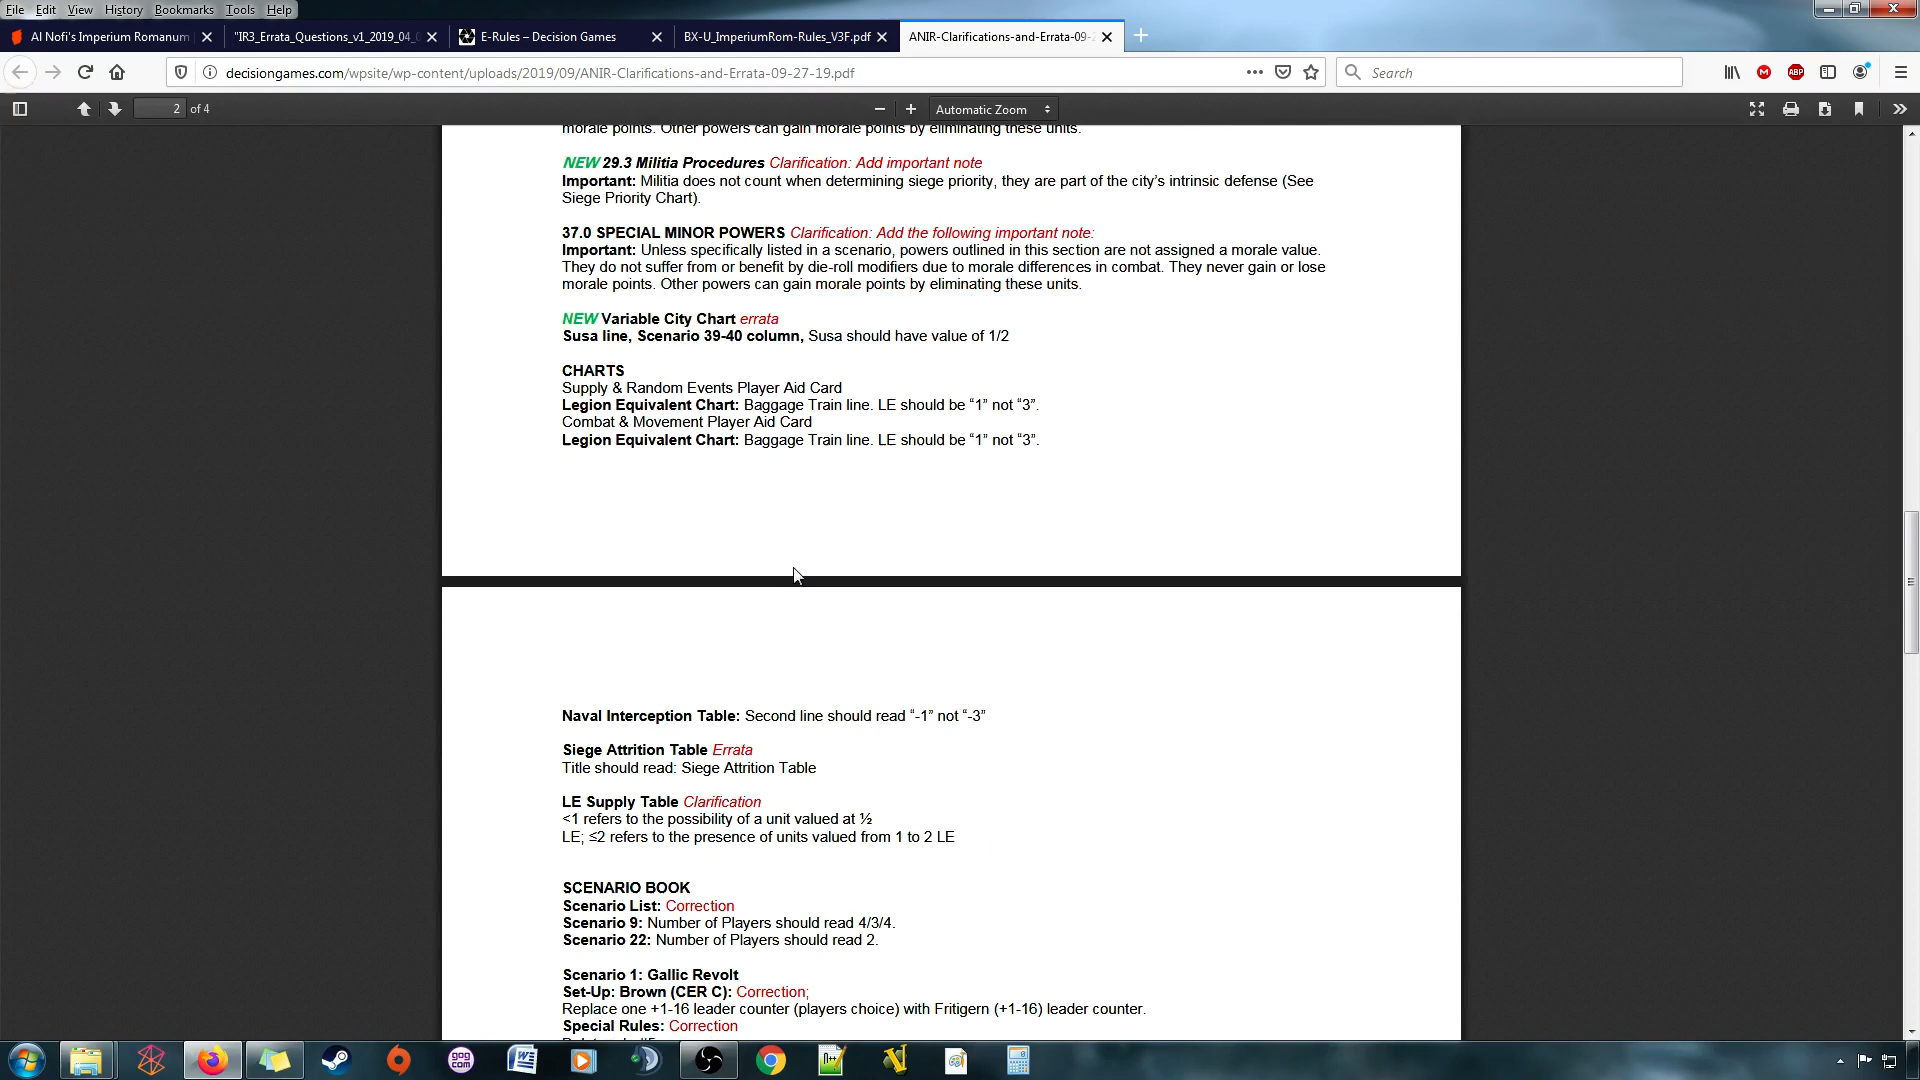 File Edit View History Bookmarks Tools Help
Al Nofi's Imperium Romanum
"IR3_Errata_Questions_v1_2019_04_
E-Rules – Decision Games
BX-U_ImperiumRom-Rules_V3F.pdf
ANIR-Clarifications-and-Errata-09-2
decisiongames.com/wpsite/wp-content/uploads/2019/09/ANIR-Clarifications-and-Errata-09-27-19.pdf
Search
ABP
2 of 4
Automatic Zoom
morale points. Other powers can gain morale points by eliminating these units.
NEW 29.3 Militia Procedures Clarification: Add important note
Important: Militia does not count when determining siege priority, they are part of the city’s intrinsic defense (See
Siege Priority Chart).
37.0 SPECIAL MINOR POWERS Clarification: Add the following important note:
Important: Unless specifically listed in a scenario, powers outlined in this section are not assigned a morale value.
They do not suffer from or benefit by die-roll modifiers due to morale differences in combat. They never gain or lose
morale points. Other powers can gain morale points by eliminating these units.
NEW Variable City Chart errata
Susa line, Scenario 39-40 column, Susa should have value of 1/2
CHARTS
Supply & Random Events Player Aid Card
Legion Equivalent Chart: Baggage Train line. LE should be “1” not “3”.
Combat & Movement Player Aid Card
Legion Equivalent Chart: Baggage Train line. LE should be “1” not “3”.
Naval Interception Table: Second line should read “-1” not “-3”
Siege Attrition Table Errata
Title should read: Siege Attrition Table
LE Supply Table Clarification
<1 refers to the possibility of a unit valued at ½
LE; ≤2 refers to the presence of units valued from 1 to 2 LE
SCENARIO BOOK
Scenario List: Correction
Scenario 9: Number of Players should read 4/3/4.
Scenario 22: Number of Players should read 2.
Scenario 1: Gallic Revolt
Set-Up: Brown (CER C): Correction;
Replace one +1-16 leader counter (players choice) with Fritigern (+1-16) leader counter.
Special Rules: Correction